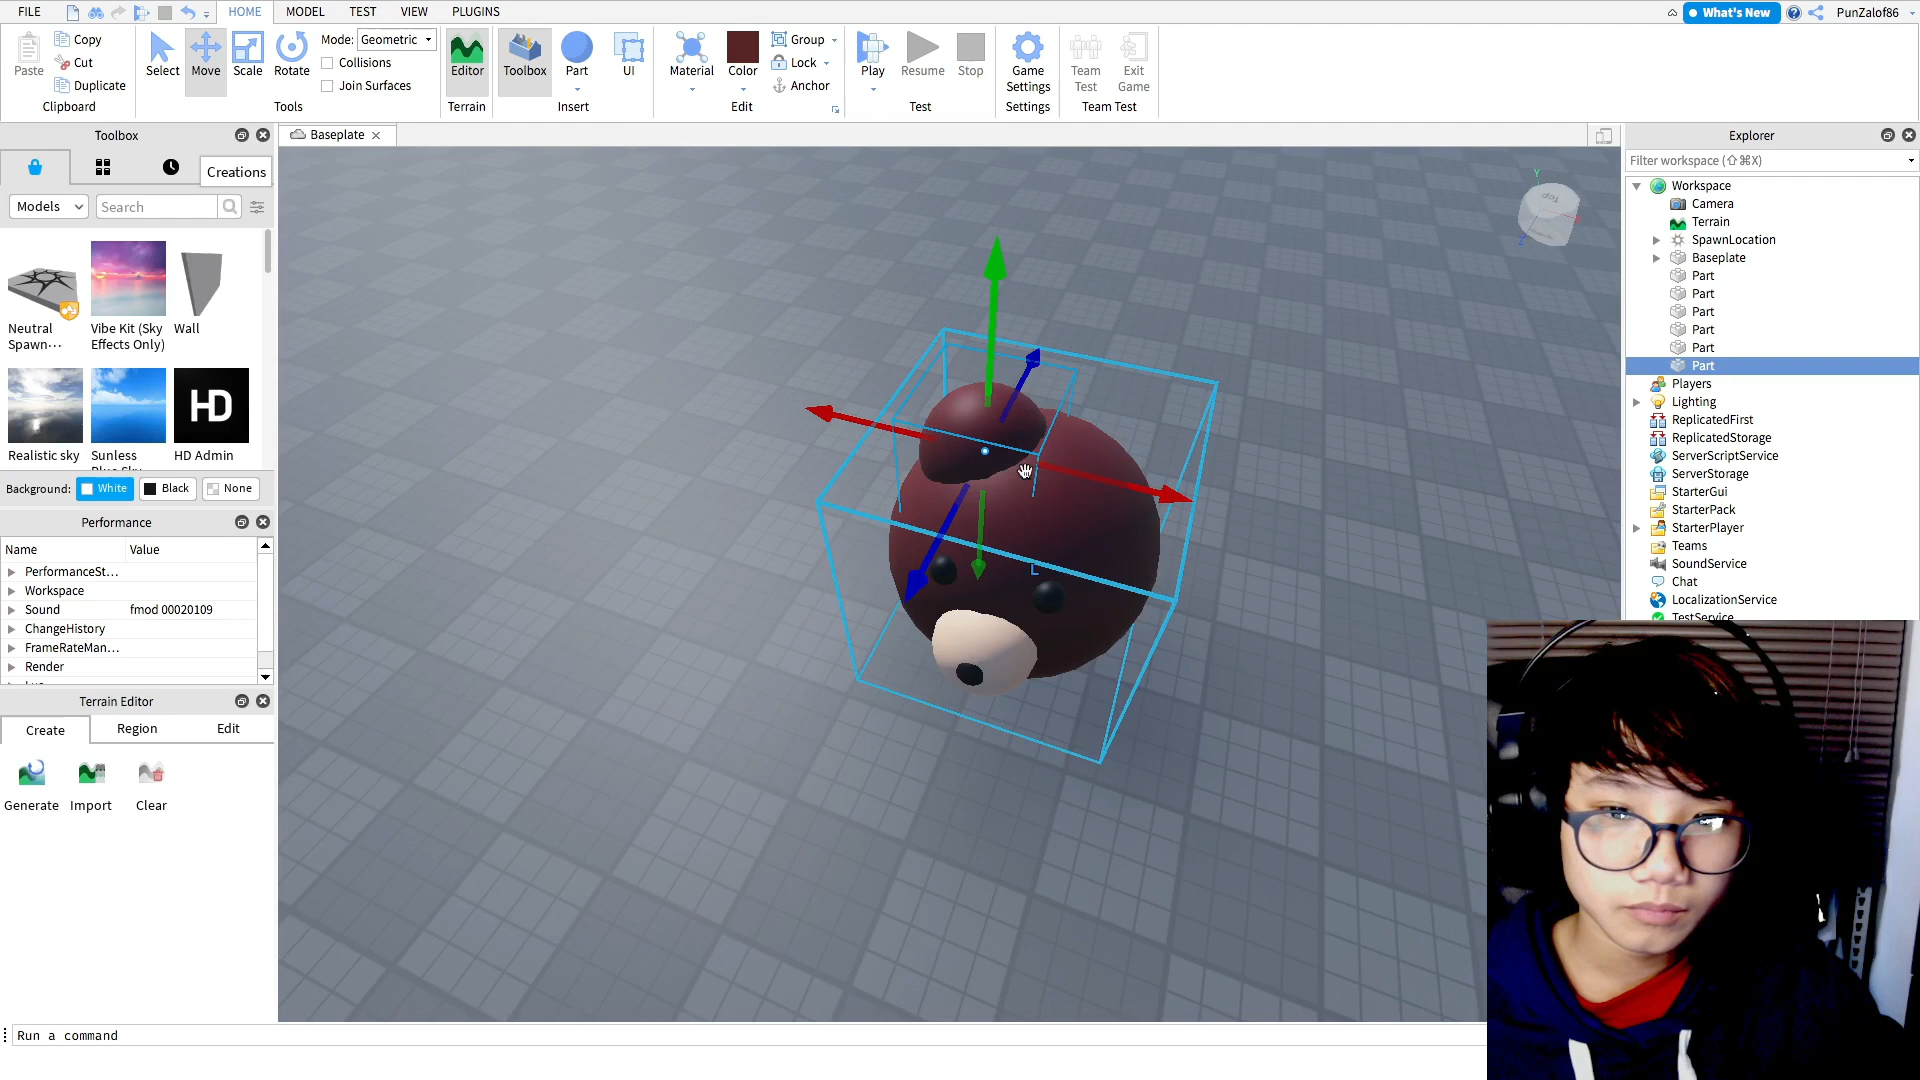 FILE HOME MODEL TEST VIEW PLUGINS What's New PunZalof86
Paste Copy Cut Duplicate Clipboard
Select Move Scale Rotate Mode: Geometric Collisions Join Surfaces Tools
Editor Terrain
Toolbox Part UI Insert
Material Color Group Lock Anchor Edit
Play Resume Stop Test
Game Settings Settings
Team Test Exit Game Team Test
Toolbox
Creations
Models Search
Neutral Spawn...
Vibe Kit (Sky Effects Only)
Wall
HD
Realistic sky
Sunless
HD Admin
Background: White Black None
Performance
Name Value
PerformanceSt...
Workspace
Sound fmod 00020109
ChangeHistory
FrameRateMan...
Render
Terrain Editor
Create Region Edit
Generate Import Clear
Run a command
Baseplate
Y
Top
Z
L
Explorer
Filter workspace (⇧⌘X)
Workspace
Camera
Terrain
SpawnLocation
Baseplate
Part
Part
Part
Part
Part
Part
Players
Lighting
ReplicatedFirst
ReplicatedStorage
ServerScriptService
ServerStorage
StarterGui
StarterPack
StarterPlayer
Teams
SoundService
Chat
LocalizationService
TestService